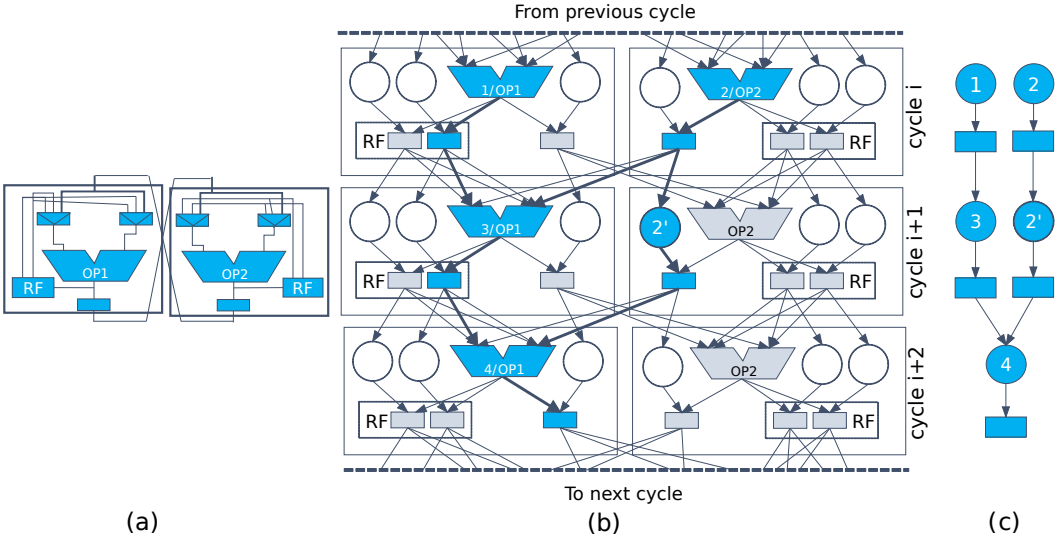 From previous cycle
1/OP1
2/OP2
RF
RF
cycle i
1
2
3/OP1
2'
OP2
RF
RF
cycle i+1
3
2'
OP1
OP2
RF
RF
4/OP1
OP2
RF
RF
cycle i+2
4
To next cycle
(a)
(b)
(c)